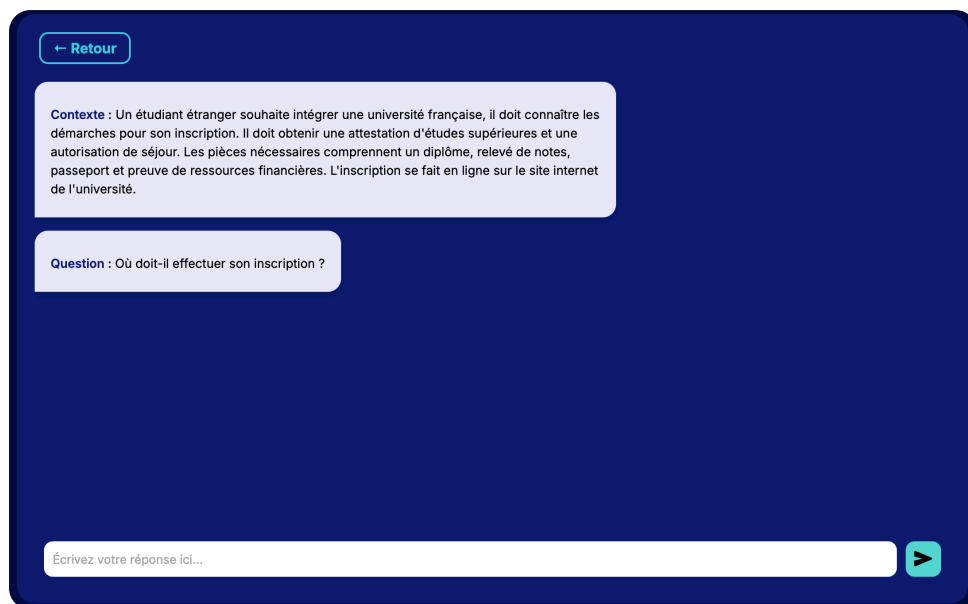 ← Retour
Contexte : Un étudiant étranger souhaite intégrer une université française, il doit connaître les
démarches pour son inscription. Il doit obtenir une attestation d'études supérieures et une
autorisation de séjour. Les pièces nécessaires comprennent un diplôme, relevé de notes,
passeport et preuve de ressources financières. L'inscription se fait en ligne sur le site internet
de l'université.
Question : Où doit-il effectuer son inscription ?
Écrivez votre réponse ici...